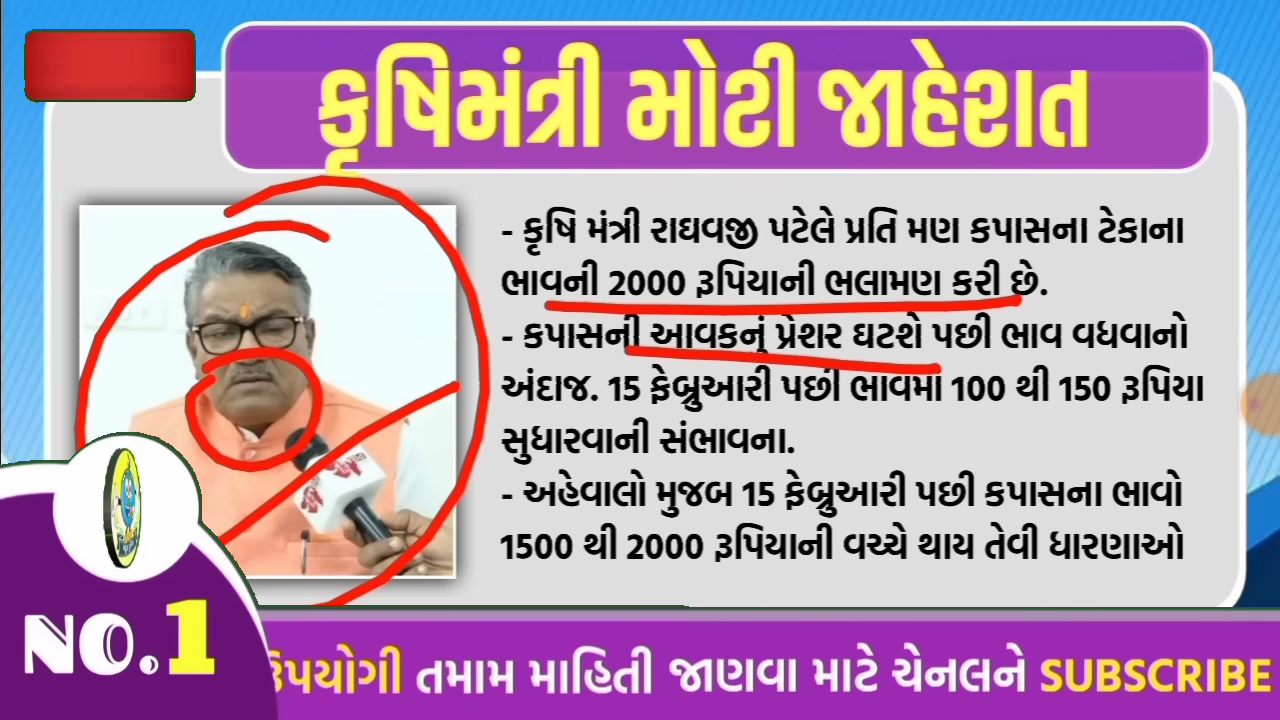 કૃષિમંત્રી મોટી જાહેરાત
- કૃષિ મંત્રી રાઘવજી પટેલે પ્રતિ મણ કપાસના ટેકાના
ભાવની 2000 રૂપિયાની ભલામણ કરી છે.
- કપાસની આવકનું પ્રેશર ઘટશે પછી ભાવ વધવાનો
અંદાજ. 15 ફેબ્રુઆરી પછી ભાવમાં 100 થી 150 રૂપિયા
સુધારવાની સંભાવના.
- અહેવાલો મુજબ 15 ફેબ્રુઆરી પછી કપાસના ભાવો
1500 થી 2000 રૂપિયાની વચ્ચે થાય તેવી ધારણાઓ
NO.1
ઉપયોગી તમામ માહિતી જાણવા માટે ચેનલને SUBSCRIBE